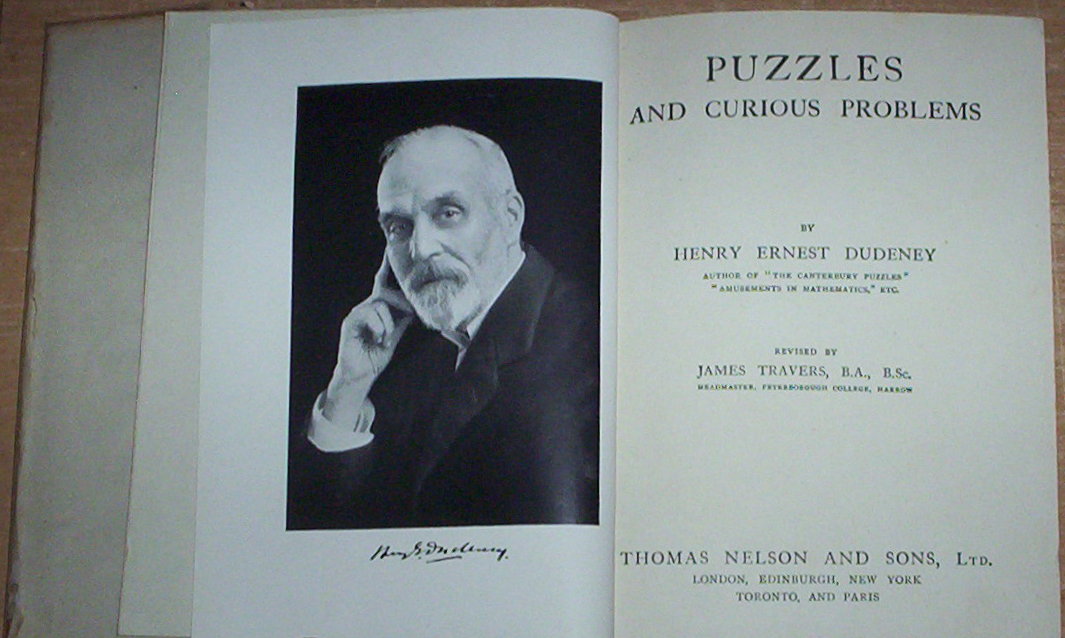 Henry E. Dudeney.
PUZZLES
AND CURIOUS PROBLEMS
BY
HENRY ERNEST DUDENEY
AUTHOR OF "THE CANTERBURY PUZZLES"
"AMUSEMENTS IN MATHEMATICS," ETC.
REVISED BY
JAMES TRAVERS, B.A., B.Sc.
HEADMASTER, PETERBOROUGH COLLEGE, HARROW
THOMAS NELSON AND SONS, LTD.
LONDON, EDINBURGH, NEW YORK
TORONTO, AND PARIS